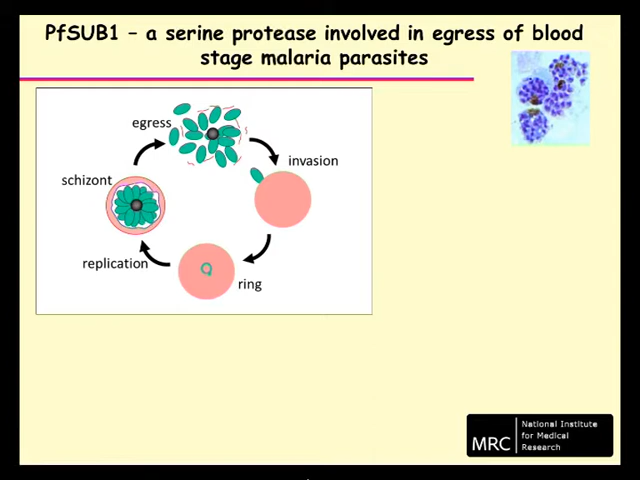 PfSUB1 – a serine protease involved in egress of blood
stage malaria parasites
egress
invasion
schizont
replication
ring
MRC
National Institute
for Medical
Research